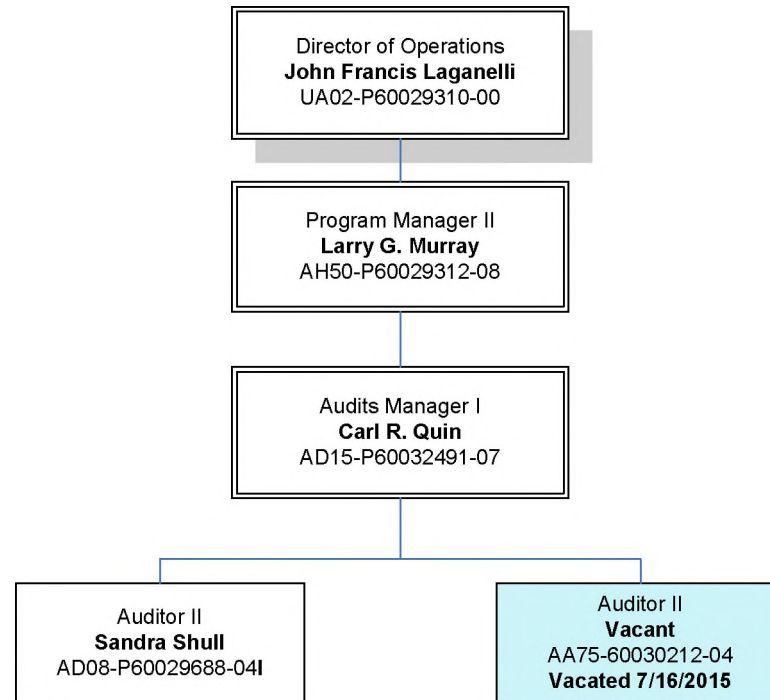 Director of Operations
John Francis Laganelli
UA02-P60029310-00
Program Manager II
Larry G. Murray
AH50-P60029312-08
Audits Manager I
Carl R. Quin
AD15-P60032491-07
Auditor II
Sandra Shull
AD08-P60029688-04I
Auditor II
Vacant
AA75-60030212-04
Vacated 7/16/2015